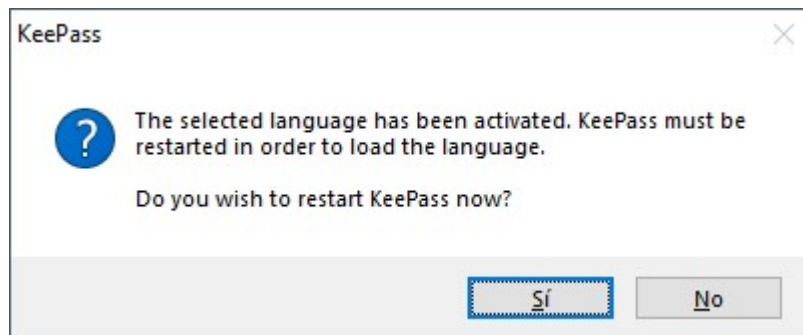 KeePass
The selected language has been activated. KeePass must be
restarted in order to load the language.
Do you wish to restart KeePass now?
Sí
No